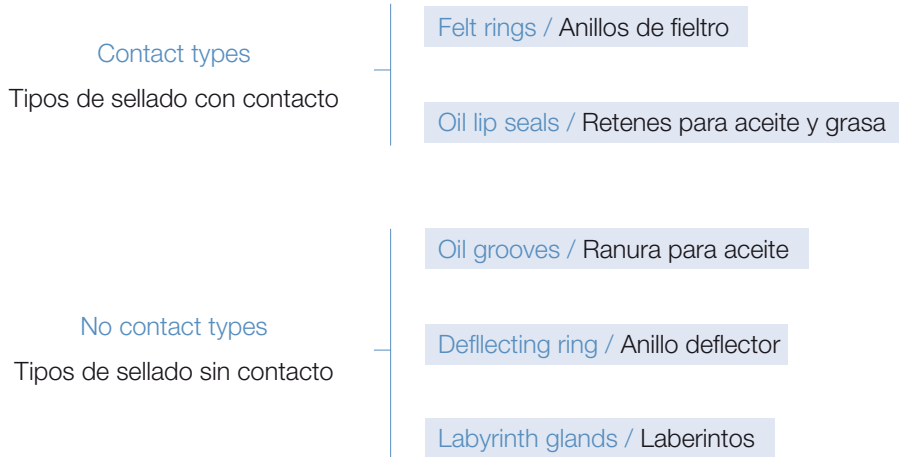 Contact types
Tipos de sellado con contacto
Felt rings / Anillos de fieltro
Oil lip seals / Retenes para aceite y grasa
No contact types
Tipos de sellado sin contacto
Oil grooves / Ranura para aceite
Defllecting ring / Anillo deflector
Labyrinth glands / Laberintos